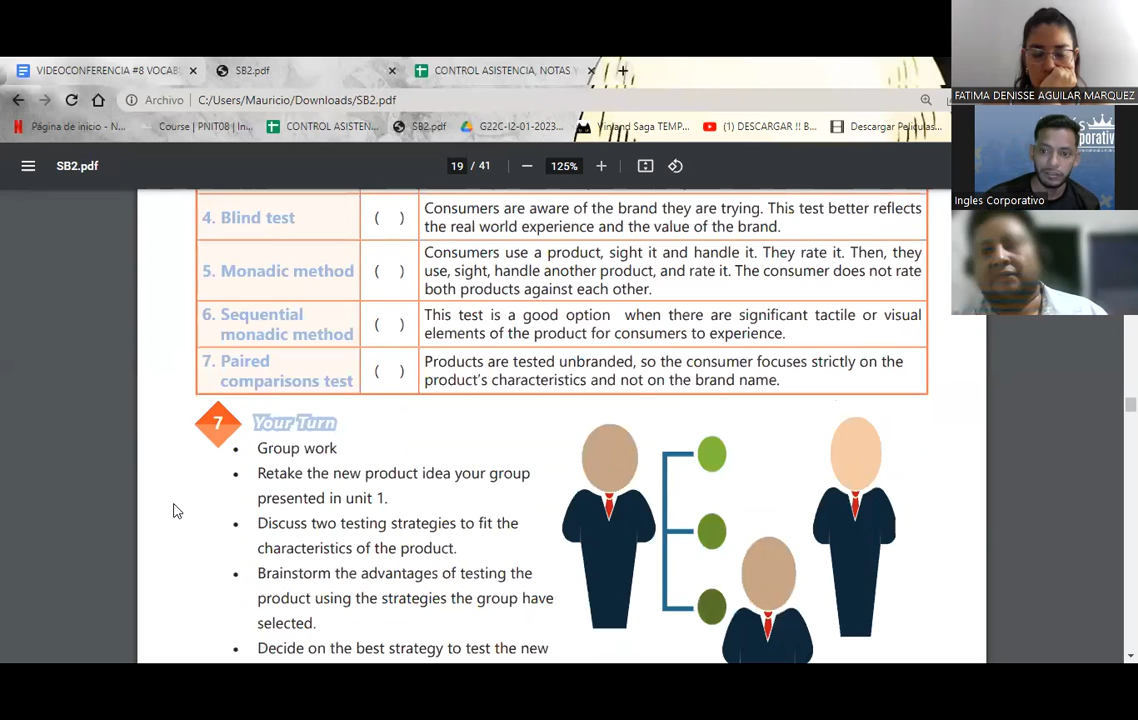 VIDEOCONFERENCIA #8 VOCAB
SB2.pdf
CONTROL ASISTENCIA, NOTAS Y
Archivo
C:/Users/Mauricio/Downloads/SB2.pdf
Página de inicio - N...
Course | PNIT08 | In...
CONTROL ASISTEN...
SB2.pdf
G22C-I2-01-2023...
Vinland Saga TEMP...
(1) DESCARGAR !! B...
Descargar Peliculas...
SB2.pdf
19 / 41
125%
4. Blind test
( )
Consumers are aware of the brand they are trying. This test better reflects
the real world experience and the value of the brand.
5. Monadic method
( )
Consumers use a product, sight it and handle it. They rate it. Then, they
use, sight, handle another product, and rate it. The consumer does not rate
both products against each other.
6. Sequential
monadic method
( )
This test is a good option when there are significant tactile or visual
elements of the product for consumers to experience.
7. Paired
comparisons test
( )
Products are tested unbranded, so the consumer focuses strictly on the
product's characteristics and not on the brand name.
7
Your Turn
• Group work
• Retake the new product idea your group
presented in unit 1.
• Discuss two testing strategies to fit the
characteristics of the product.
• Brainstorm the advantages of testing the
product using the strategies the group have
selected.
• Decide on the best strategy to test the new
FATIMA DENISSE AGUILAR MARQUEZ
Ingles Corporativo